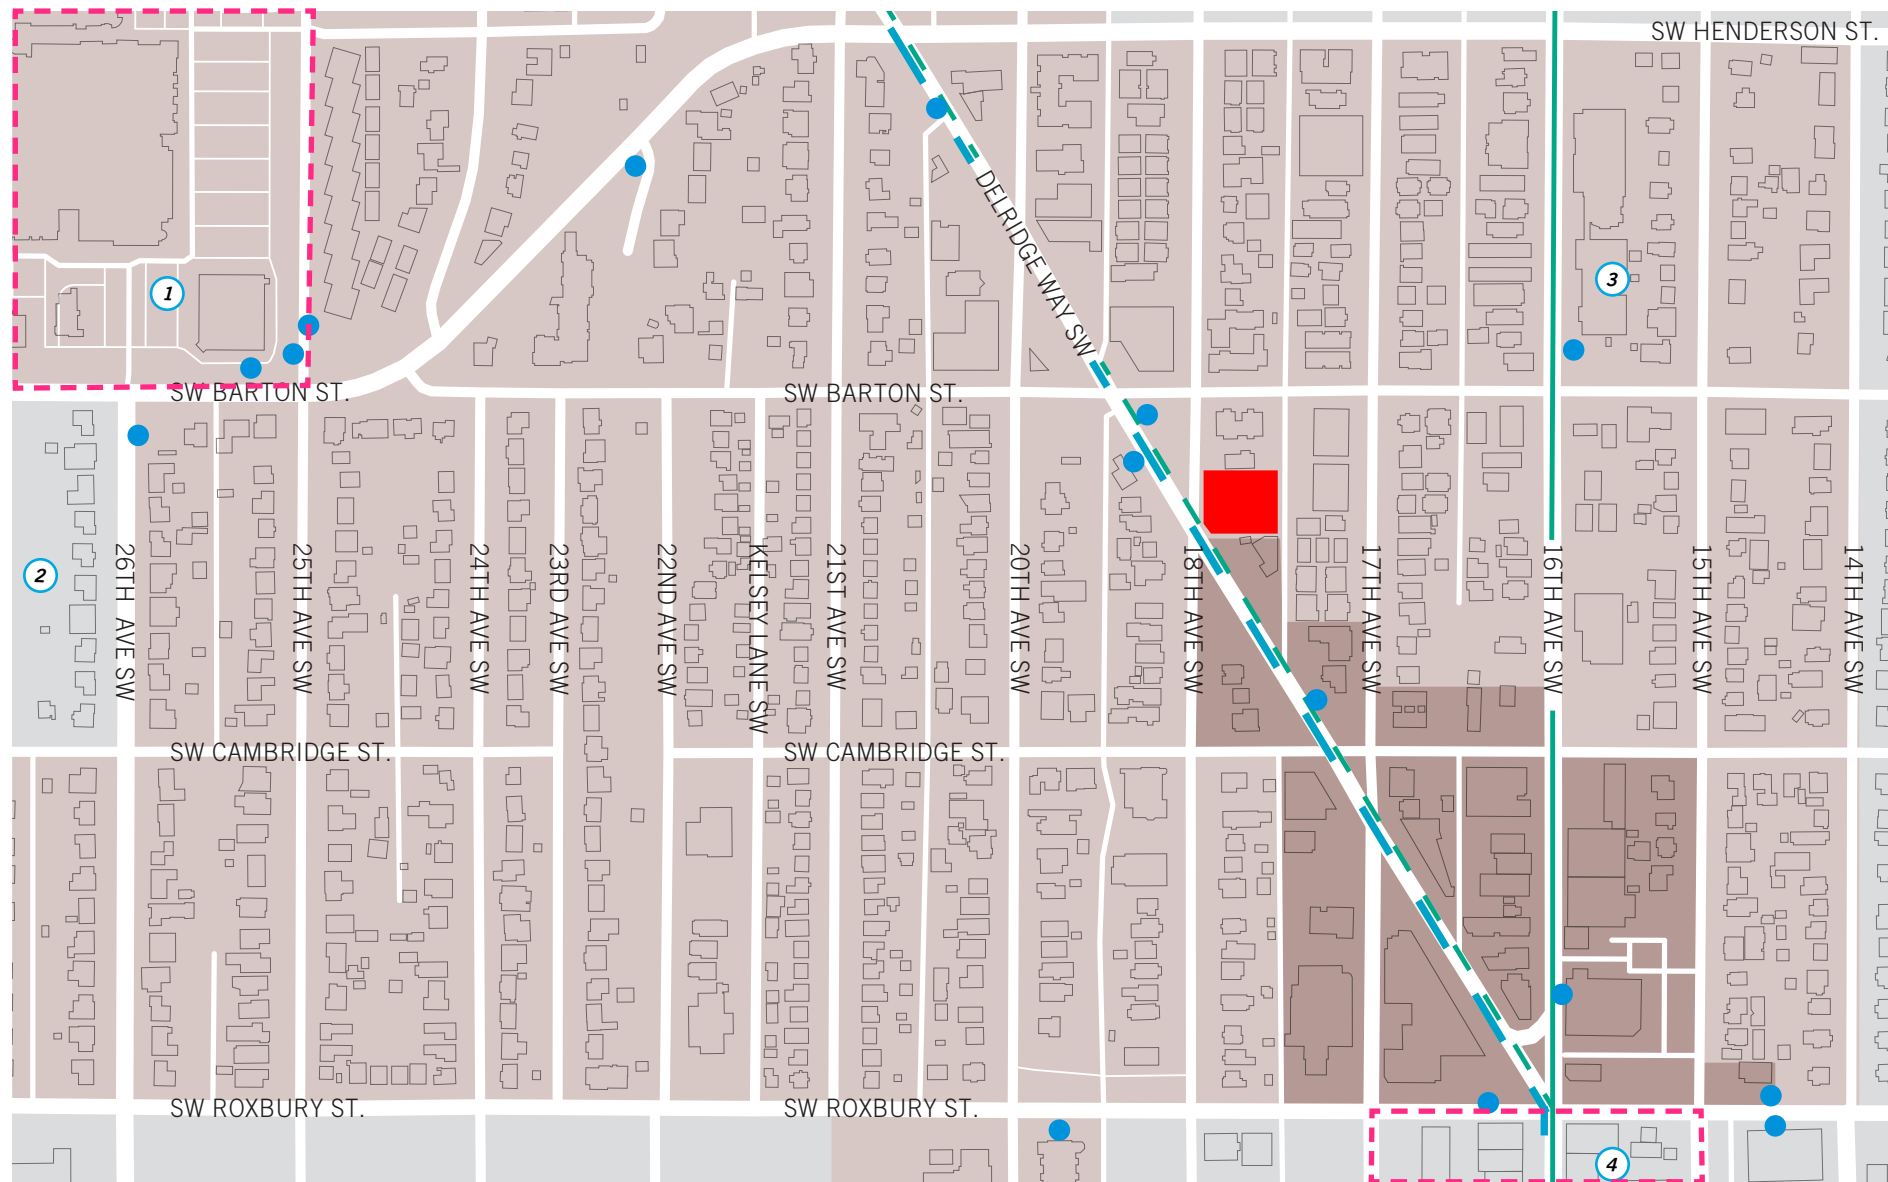 SW HENDERSON ST.
DELRIDGE WAY SW
1
3
SW BARTON ST.
SW BARTON ST.
2
26TH AVE SW
25TH AVE SW
24TH AVE SW
23RD AVE SW
22ND AVE SW
KELSEY LANE SW
21ST AVE SW
20TH AVE SW
18TH AVE SW
17TH AVE SW
16TH AVE SW
15TH AVE SW
14TH AVE SW
SW CAMBRIDGE ST.
SW CAMBRIDGE ST.
SW ROXBURY ST.
SW ROXBURY ST.
4